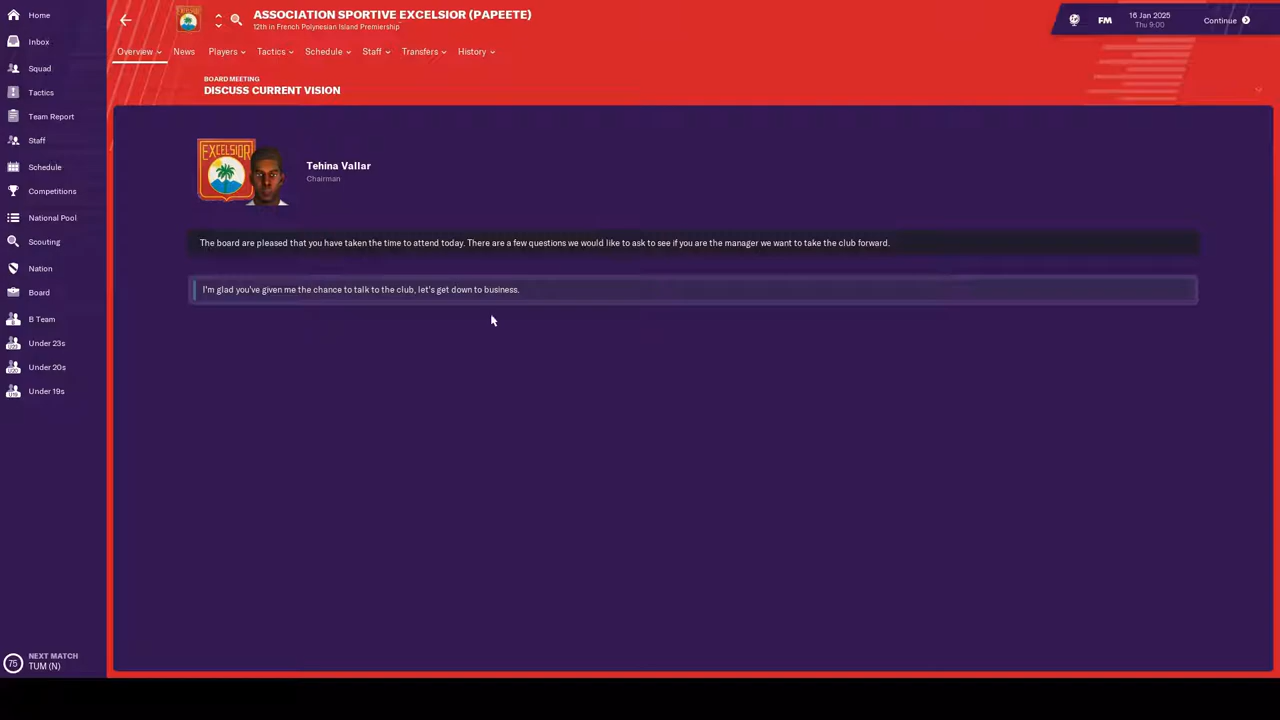 Home
Inbox
Squad
Tactics
Team Report
Staff
Schedule
Competitions
National Pool
Scouting
Nation
Board
B Team
Under 23s
Under 20s
Under 19s
75
NEXT MATCH
TUM (N)
ASSOCIATION SPORTIVE EXCELSIOR (PAPEETE)
12th in French Polynesian Island Premiership
FM
16 Jan 2025
Thu 9:00
Continue
Overview
News
Players
Tactics
Schedule
Staff
Transfers
History
BOARD MEETING
DISCUSS CURRENT VISION
EXCELSIOR
Tehina Vallar
Chairman
The board are pleased that you have taken the time to attend today. There are a few questions we would like to ask to see if you are the manager we want to take the club forward.
I'm glad you've given me the chance to talk to the club, let's get down to business.